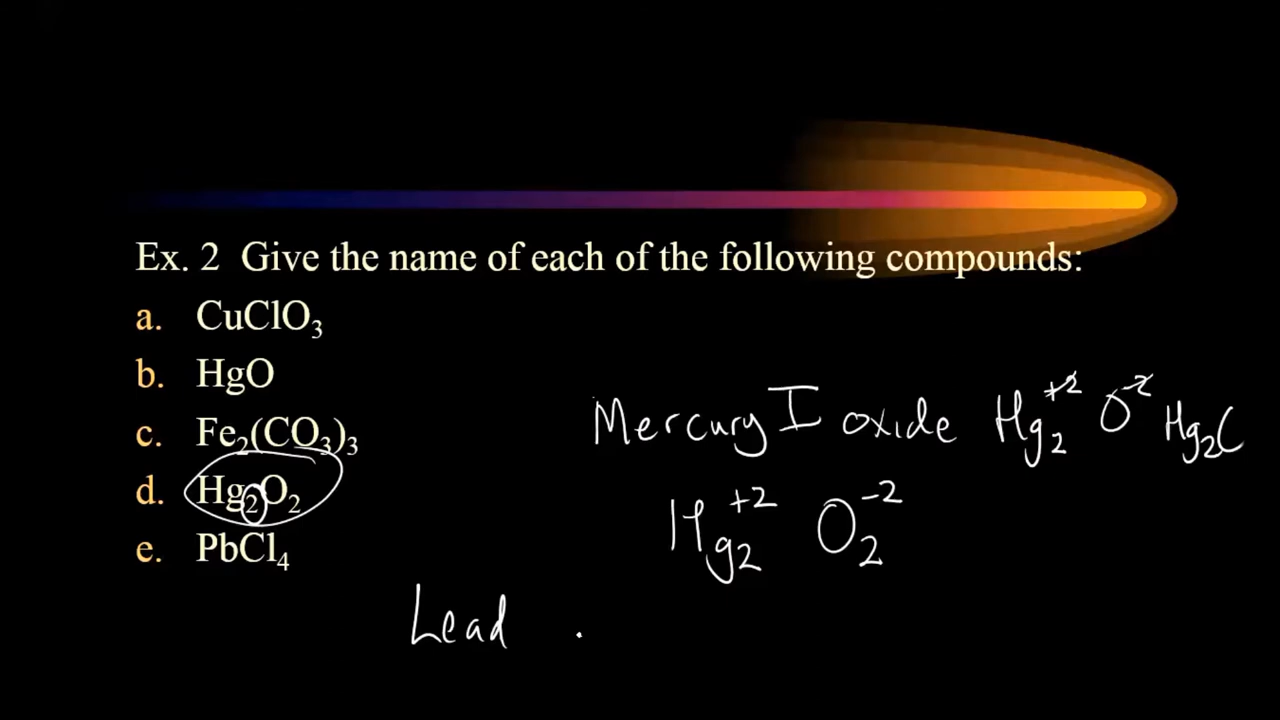 Ex. 2 Give the name of each of the following compounds:
a. CuClO₃
b. HgO
c. Fe₂(CO₃)₃
Mercury I oxide Hg₂⁺² O⁻² Hg₂C
d. Hg₂O₂
Hg₂⁺² O₂⁻²
e. PbCl₄
Lead .